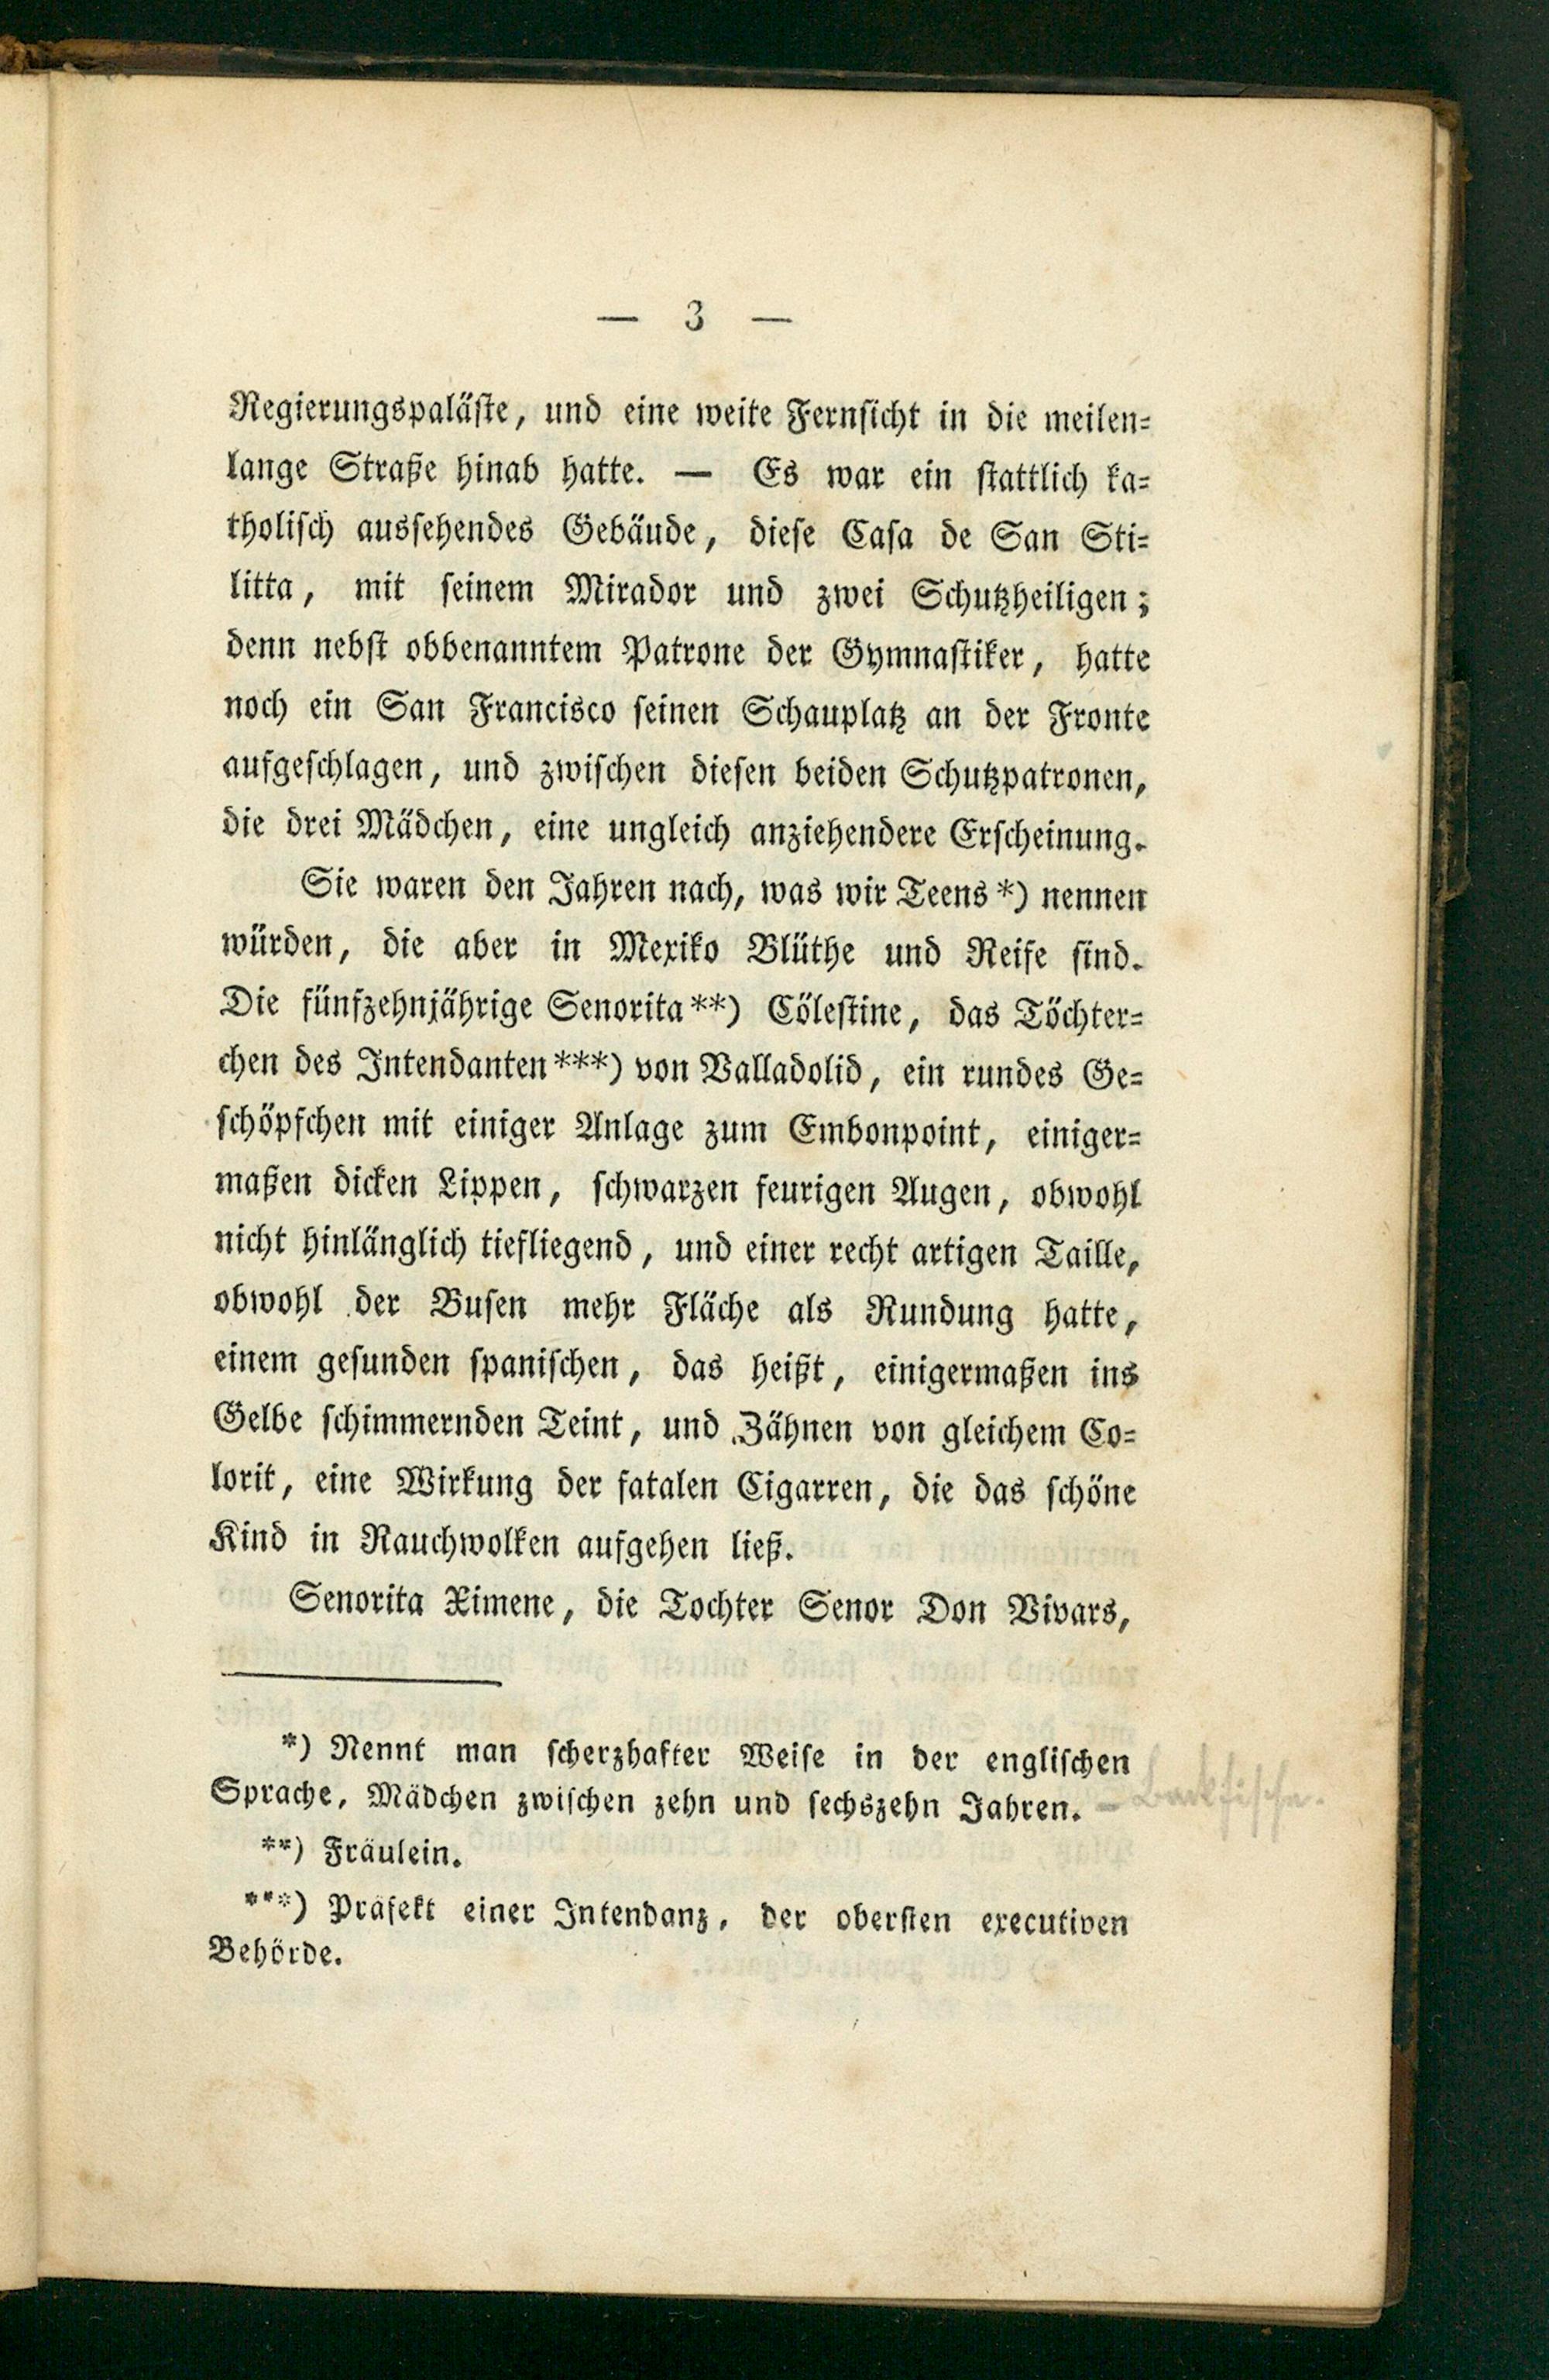 — 3 —
Regierungspaläste, und eine weite Fernsicht in die meilen=
lange Straße hinab hatte. — Es war ein stattlich ka=
tholisch aussehendes Gebäude, diese Casa de San Sti=
litta, mit seinem Mirador und zwei Schutzheiligen;
denn nebst obbenanntem Patrone der Gymnastiker, hatte
noch ein San Francisco seinen Schauplatz an der Fronte
aufgeschlagen, und zwischen diesen beiden Schutzpatronen,
die drei Mädchen, eine ungleich anziehendere Erscheinung.
Sie waren den Jahren nach, was wir Teens*) nennen
würden, die aber in Mexiko Blüthe und Reife sind.
Die fünfzehnjährige Senorita**) Cölestine, das Töchter=
chen des Intendanten***) von Valladolid, ein rundes Ge=
schöpfchen mit einiger Anlage zum Embonpoint, einiger=
maßen dicken Lippen, schwarzen feurigen Augen, obwohl
nicht hinlänglich tiefliegend, und einer recht artigen Taille,
obwohl der Busen mehr Fläche als Rundung hatte,
einem gesunden spanischen, das heißt, einigermaßen ins
Gelbe schimmernden Teint, und Zähnen von gleichem Co=
lorit, eine Wirkung der fatalen Cigarren, die das schöne
Kind in Rauchwolken aufgehen ließ.
Senorita Ximene, die Tochter Senor Don Vivars,
*) Nennt man scherzhafter Weise in der englischen
Sprache, Mädchen zwischen zehn und sechszehn Jahren. – Backfische.
**) Fräulein.
***) Präfekt einer Intendanz, der obersten executiven
Behörde.